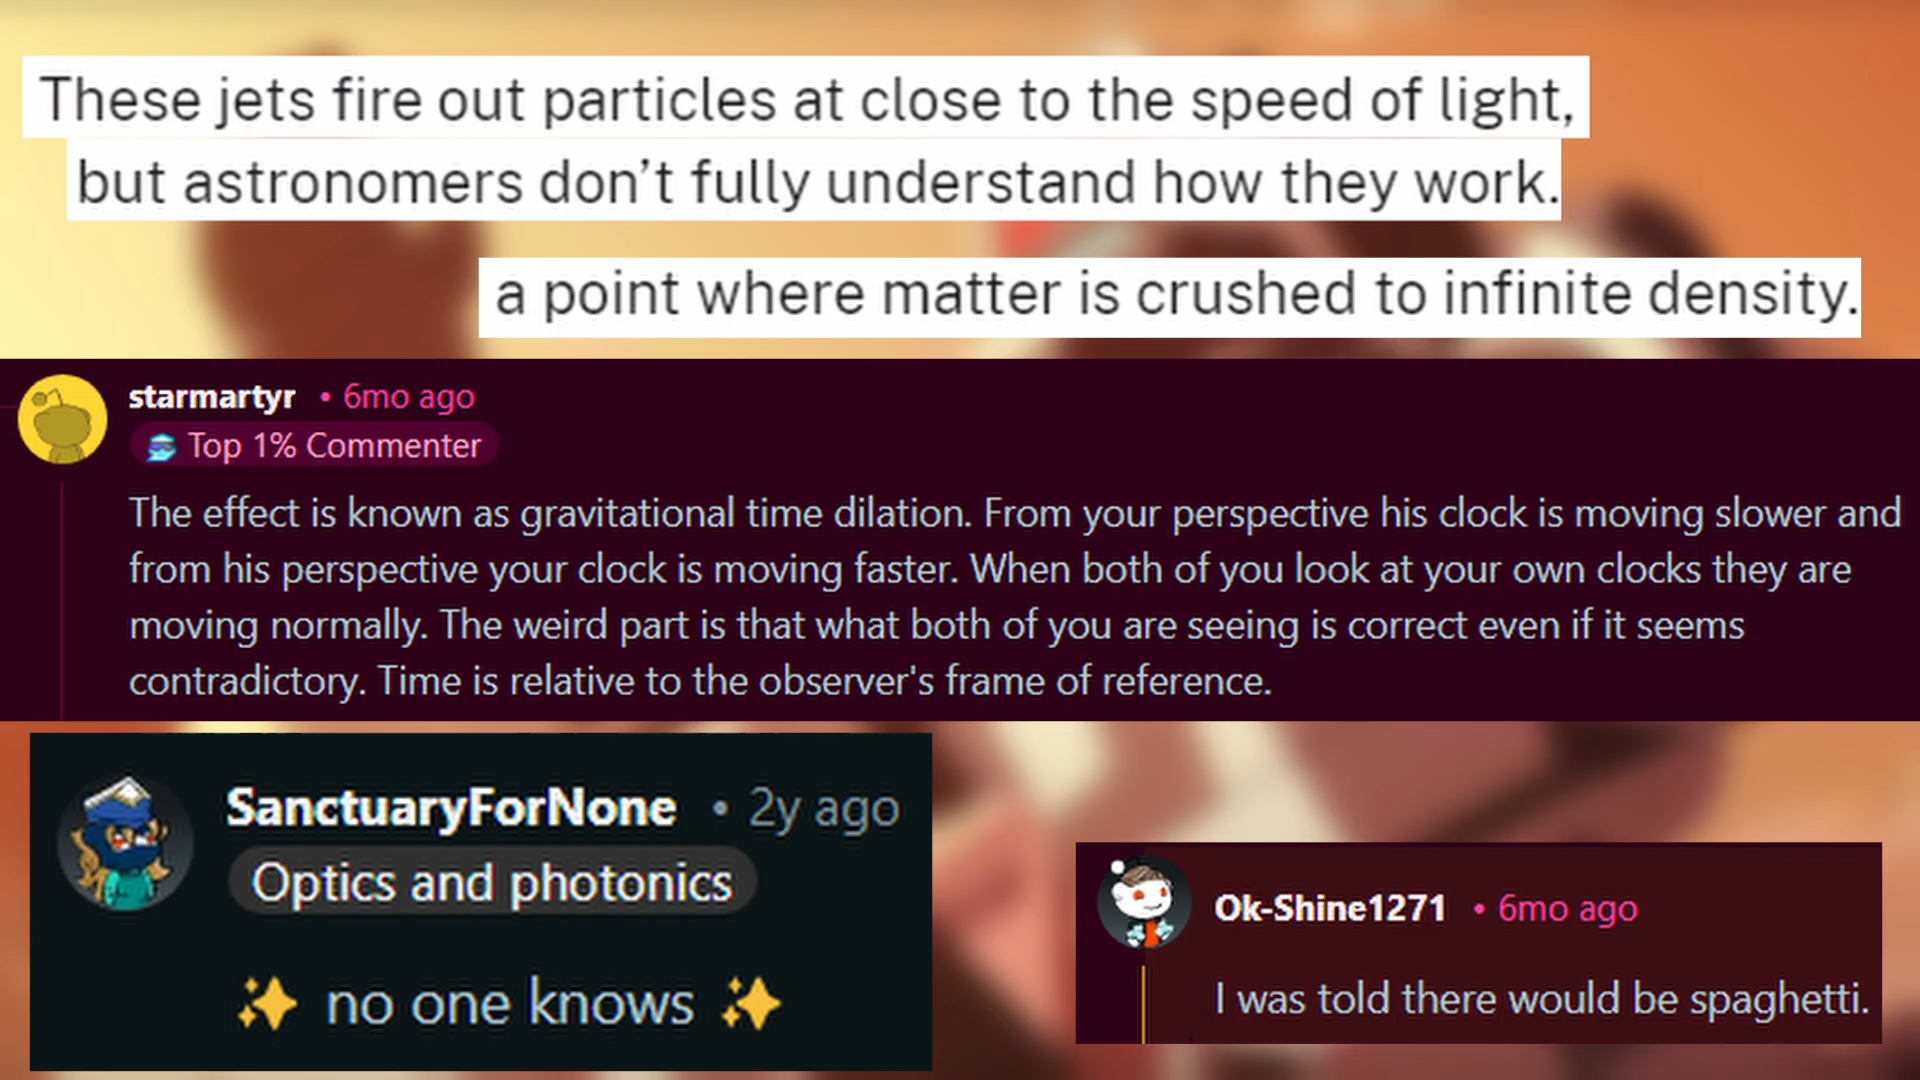 These jets fire out particles at close to the speed of light,
but astronomers don’t fully understand how they work.
a point where matter is crushed to infinite density.
starmartyr • 6mo ago
Top 1% Commenter
The effect is known as gravitational time dilation. From your perspective his clock is moving slower and
from his perspective your clock is moving faster. When both of you look at your own clocks they are
moving normally. The weird part is that what both of you are seeing is correct even if it seems
contradictory. Time is relative to the observer's frame of reference.
SanctuaryForNone • 2y ago
Optics and photonics
✨ no one knows ✨
Ok-Shine1271 • 6mo ago
I was told there would be spaghetti.